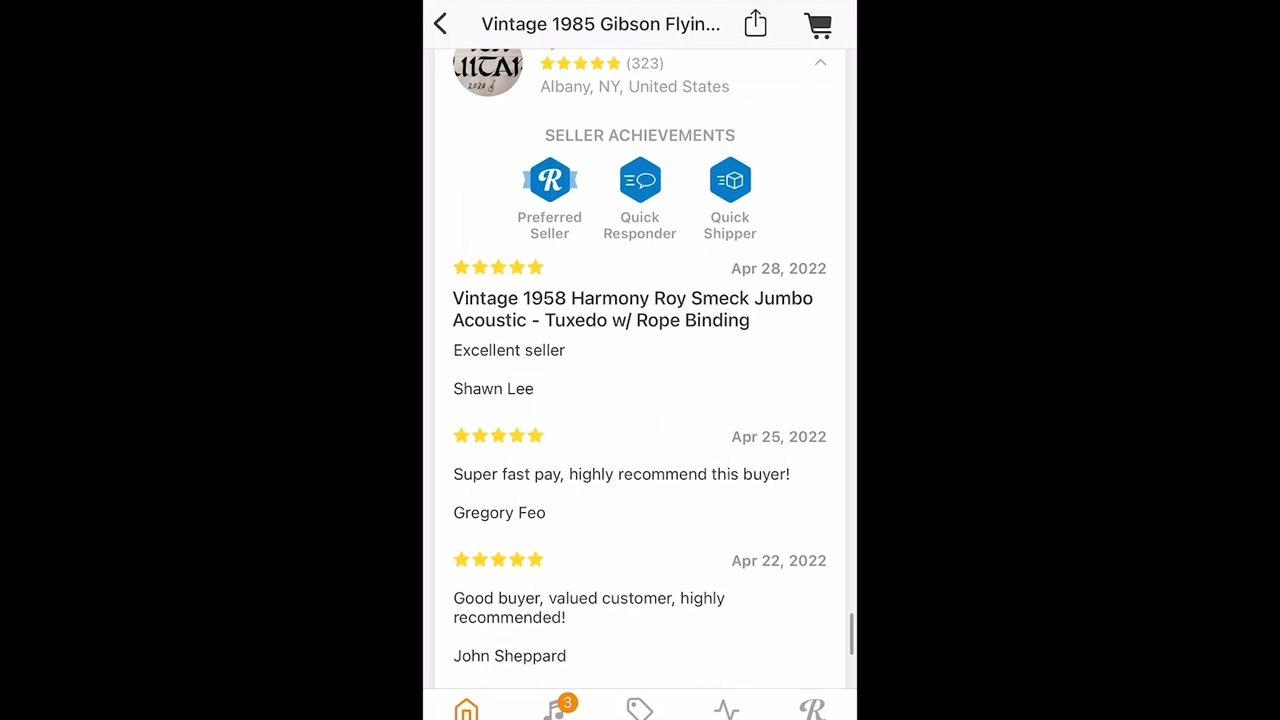 Vintage 1985 Gibson Flyin...
2021
(323)
Albany, NY, United States
SELLER ACHIEVEMENTS
R
Preferred
Seller
Quick
Responder
Quick
Shipper
Apr 28, 2022
Vintage 1958 Harmony Roy Smeck Jumbo
Acoustic - Tuxedo w/ Rope Binding
Excellent seller
Shawn Lee
Apr 25, 2022
Super fast pay, highly recommend this buyer!
Gregory Feo
Apr 22, 2022
Good buyer, valued customer, highly
recommended!
John Sheppard
3
R